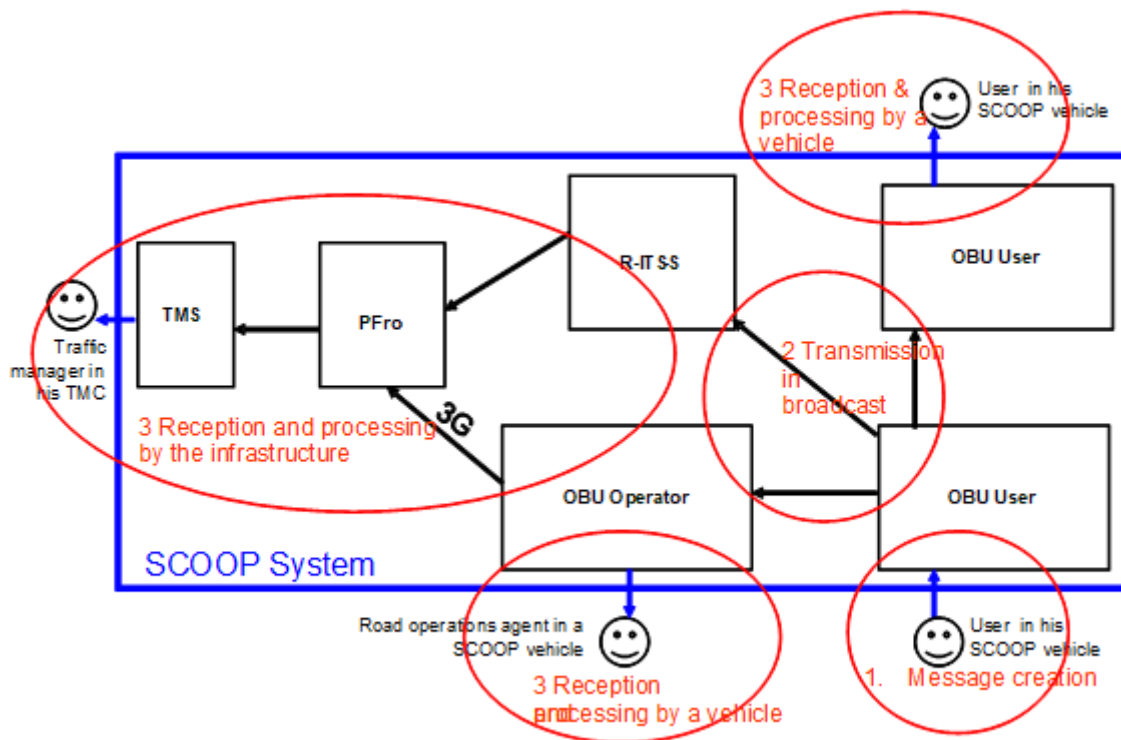 3 Reception &
processing by a
vehicle
User in his
SCOOP vehicle
R-ITS-S
OBU User
TMS
PFro
Traffic
manager in
his TMC
2 Transmission
in
broadcast
3G
3 Reception and processing
by the infrastructure
OBU Operator
OBU User
SCOOP System
Road operations agent in a
SCOOP vehicle
User in his
SCOOP vehicle
1. Message creation
3 Reception
and
processing by a vehicle